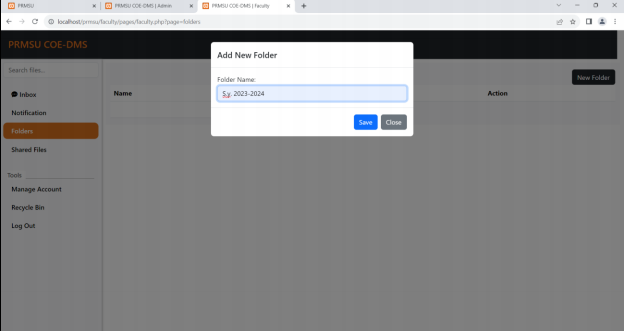 PRMSU
PRMSU COE-DMS | Admin
PRMSU COE-DMS | Faculty
localhost/prmsu/faculty/pages/faculty.php?page=folders
PRMSU COE-DMS
Search files...
Inbox
Notification
Folders
Shared Files
Tools
Manage Account
Recycle Bin
Log Out
New Folder
Name
Action
Add New Folder
Folder Name:
S.y. 2023-2024
Save
Close